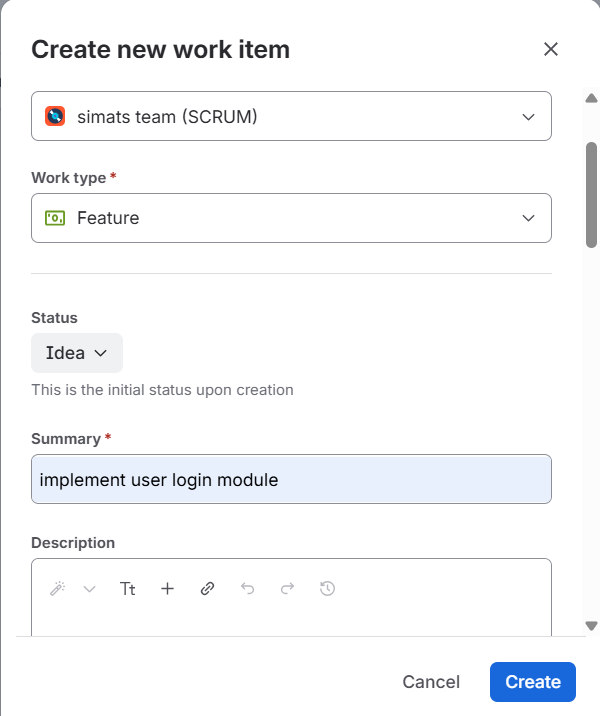 Create new work item
simats team (SCRUM)
Work type *
Feature
Status
Idea
This is the initial status upon creation
Summary *
implement user login module
Description
Tt
Cancel
Create